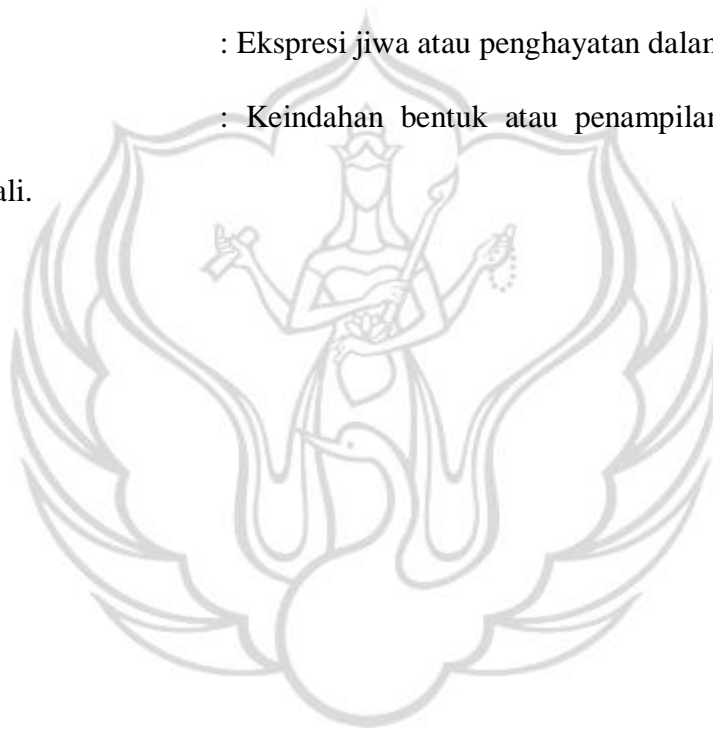 : Ekspresi jiwa atau penghayatan dalam
: Keindahan bentuk atau penampilan
ali.